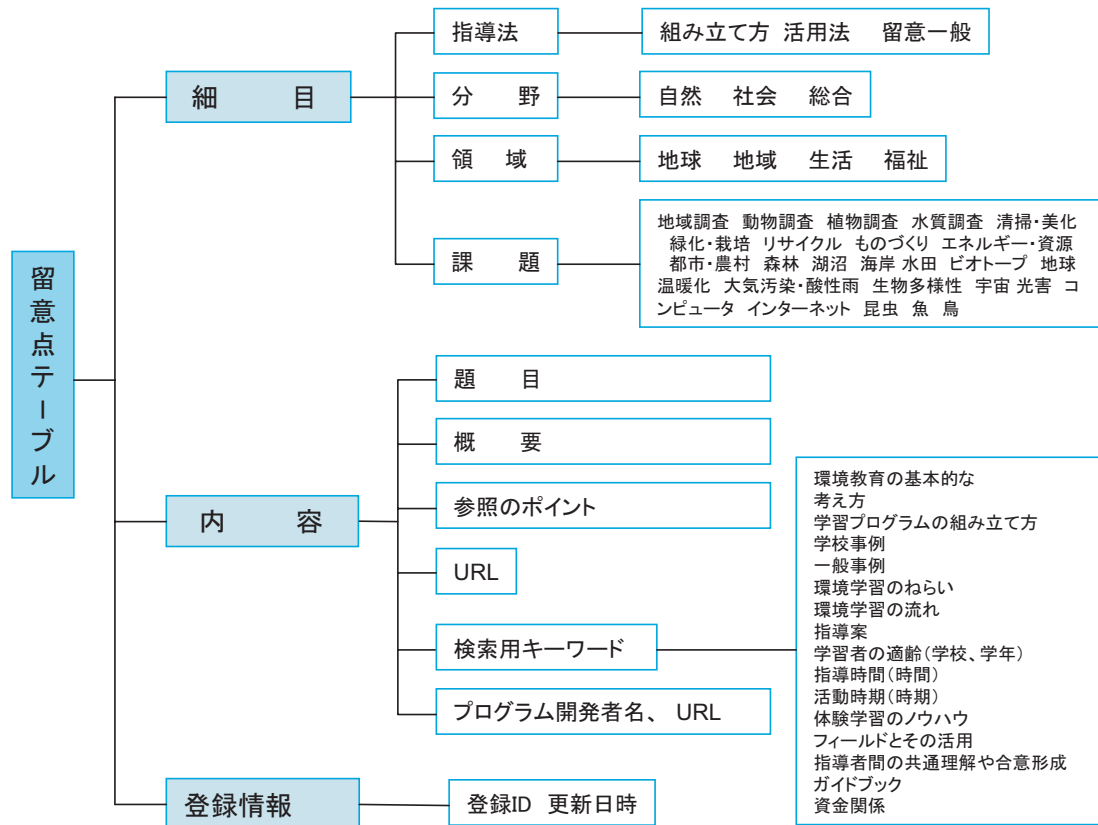 留意点テーブル
細　　目
指導法
組み立て方 活用法　留意一般
分　野
自然　社会　総合
領　域
地球　地域　生活　福祉
課　題
地域調査 動物調査 植物調査 水質調査 清掃・美化
緑化・栽培 リサイクル ものづくり エネルギー・資源
都市・農村 森林 湖沼 海岸 水田 ビオトープ 地球
温暖化 大気汚染・酸性雨 生物多様性 宇宙 光害 コ
ンピュータ インターネット 昆虫 魚 鳥
内　　容
題　目
概　要
参照のポイント
URL
検索用キーワード
環境教育の基本的な
考え方
学習プログラムの組み立て方
学校事例
一般事例
環境学習のねらい
環境学習の流れ
指導案
学習者の適齢（学校、学年）
指導時間（時間）
活動時期（時期）
体験学習のノウハウ
フィールドとその活用
指導者間の共通理解や合意形成
ガイドブック
資金関係
プログラム開発者名、 URL
登録情報
登録ID 更新日時